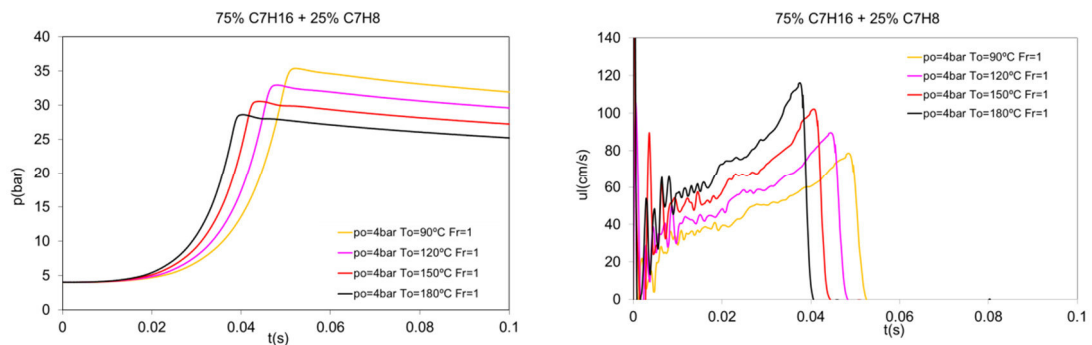 75% C7H16 + 25% C7H8
p(bar)
40
35
30
25
20
15
10
5
0
po=4bar To=90ºC Fr=1
po=4bar To=120ºC Fr=1
po=4bar To=150ºC Fr=1
po=4bar To=180ºC Fr=1
0 0.02 0.04 0.06 0.08 0.1
t(s)
75% C7H16 + 25% C7H8
ul(cm/s)
140
120
100
80
60
40
20
0
po=4bar To=90ºC Fr=1
po=4bar To=120ºC Fr=1
po=4bar To=150ºC Fr=1
po=4bar To=180ºC Fr=1
0 0.02 0.04 0.06 0.08 0.1
t(s)